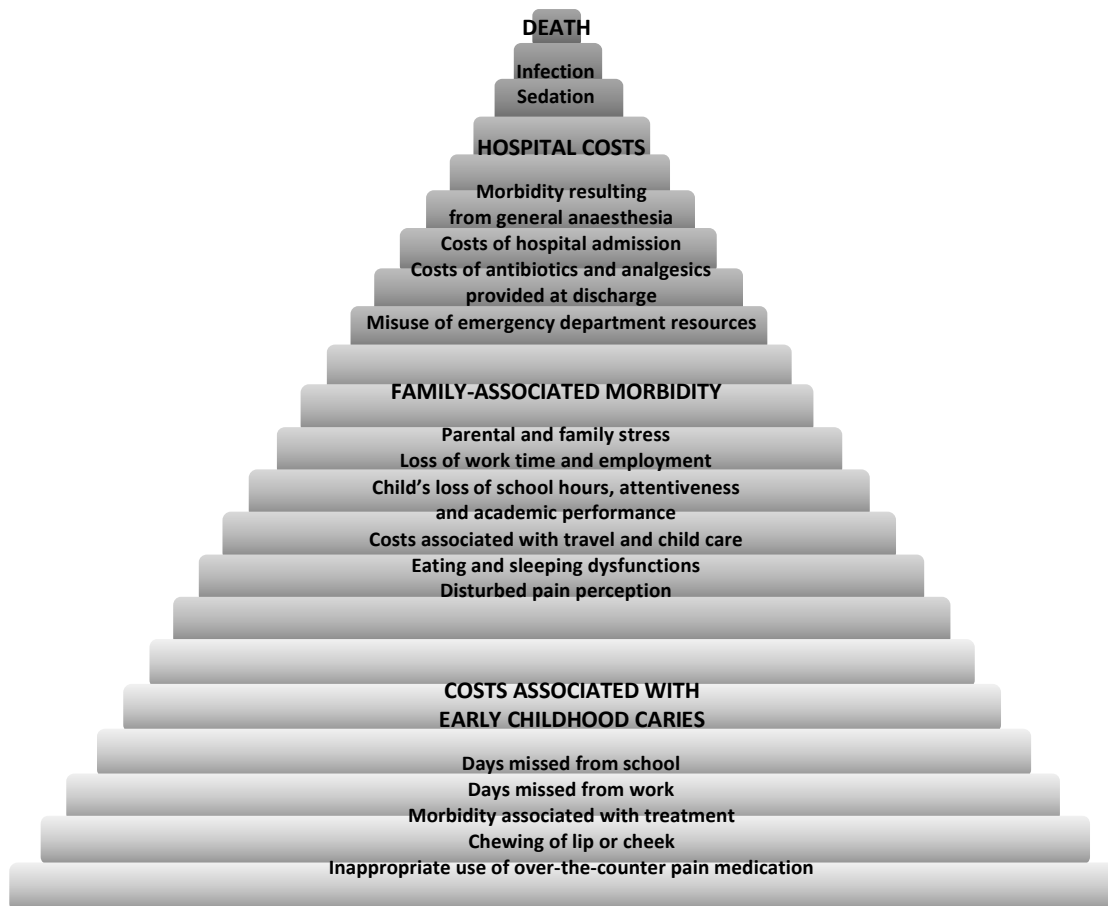 DEATH
Infection
Sedation
HOSPITAL COSTS
Morbidity resulting
from general anaesthesia
Costs of hospital admission
Costs of antibiotics and analgesics
provided at discharge
Misuse of emergency department resources
FAMILY-ASSOCIATED MORBIDITY
Parental and family stress
Loss of work time and employment
Child’s loss of school hours, attentiveness
and academic performance
Costs associated with travel and child care
Eating and sleeping dysfunctions
Disturbed pain perception
COSTS ASSOCIATED WITH
EARLY CHILDHOOD CARIES
Days missed from school
Days missed from work
Morbidity associated with treatment
Chewing of lip or cheek
Inappropriate use of over-the-counter pain medication